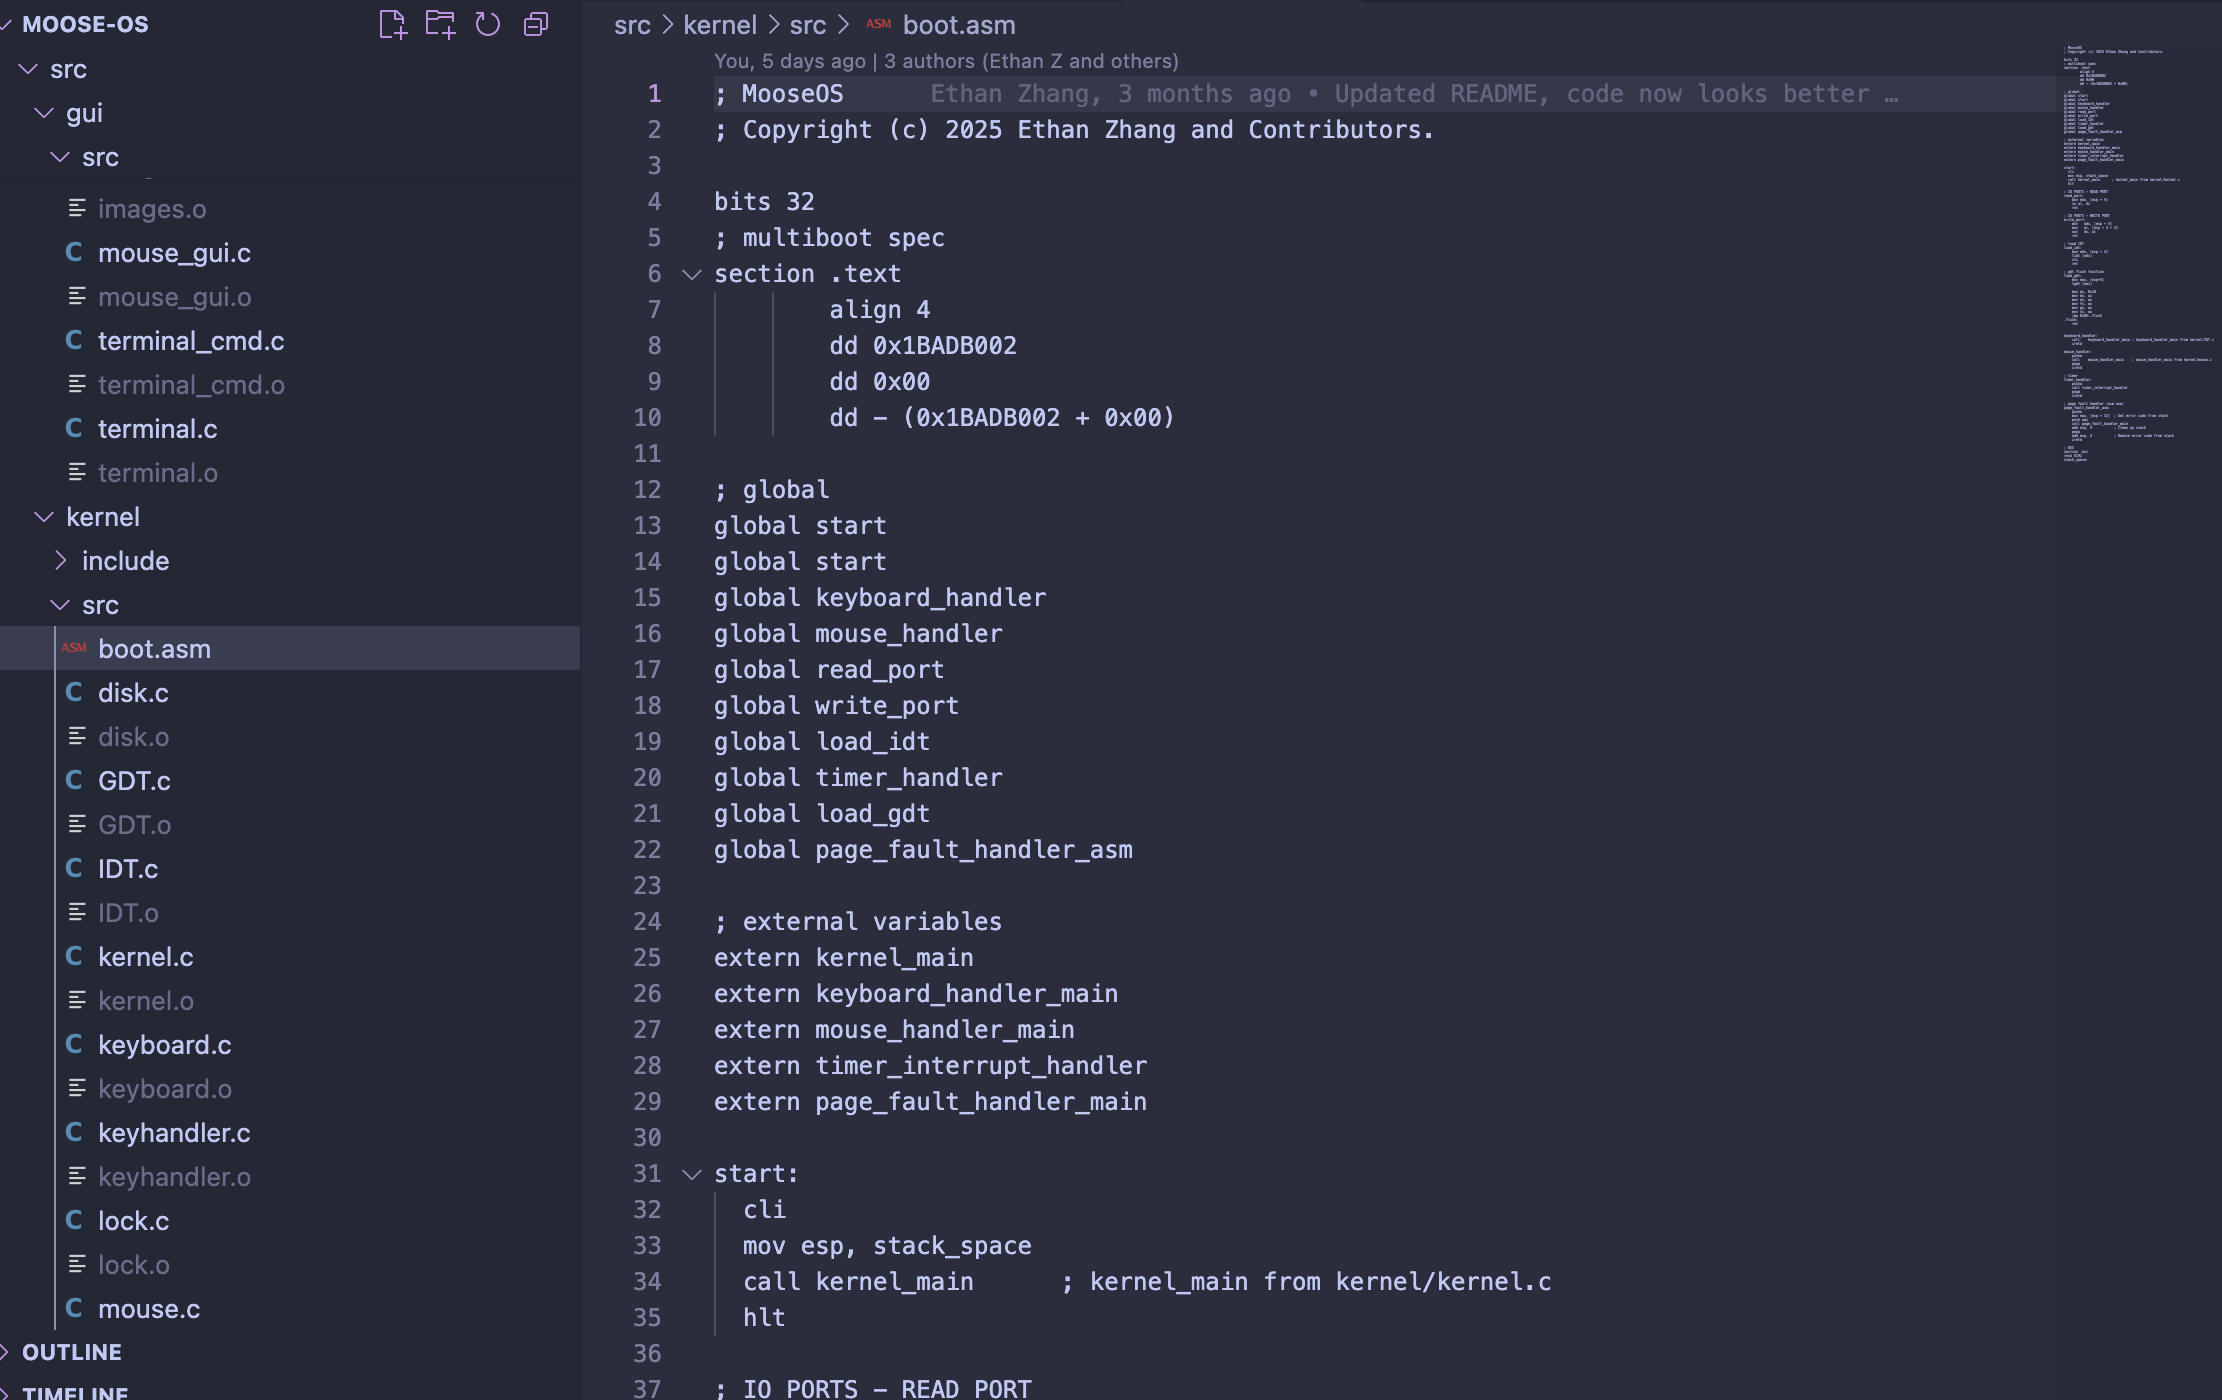 MOOSE-OS
src
gui
src
images.o
C mouse_gui.c
mouse_gui.o
C terminal_cmd.c
terminal_cmd.o
C terminal.c
terminal.o
kernel
include
src
ASM boot.asm
C disk.c
disk.o
C GDT.c
GDT.o
C IDT.c
IDT.o
C kernel.c
kernel.o
C keyboard.c
keyboard.o
C keyhandler.c
keyhandler.o
C lock.c
lock.o
C mouse.c
OUTLINE
TIMELINE
src > kernel > src > ASM boot.asm
You, 5 days ago | 3 authors (Ethan Z and others)
1 ; MooseOS Ethan Zhang, 3 months ago • Updated README, code now looks better …
2 ; Copyright (c) 2025 Ethan Zhang and Contributors.
3
4 bits 32
5 ; multiboot spec
6 section .text
7 align 4
8 dd 0x1BADB002
9 dd 0x00
10 dd - (0x1BADB002 + 0x00)
11
12 ; global
13 global start
14 global start
15 global keyboard_handler
16 global mouse_handler
17 global read_port
18 global write_port
19 global load_idt
20 global timer_handler
21 global load_gdt
22 global page_fault_handler_asm
23
24 ; external variables
25 extern kernel_main
26 extern keyboard_handler_main
27 extern mouse_handler_main
28 extern timer_interrupt_handler
29 extern page_fault_handler_main
30
31 start:
32 cli
33 mov esp, stack_space
34 call kernel_main ; kernel_main from kernel/kernel.c
35 hlt
36
37 ; IO PORTS - READ PORT